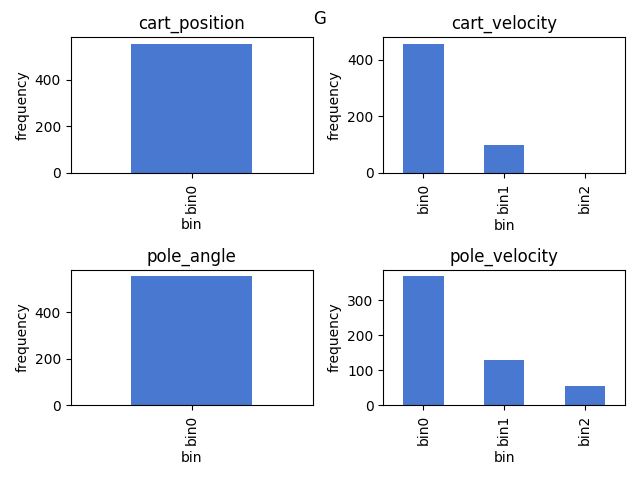 G
cart_position
frequency
400
200
0
bin0
bin
cart_velocity
frequency
400
200
0
bin0
bin1
bin2
bin
pole_angle
frequency
400
200
0
bin0
bin
pole_velocity
frequency
300
200
100
0
bin0
bin1
bin2
bin